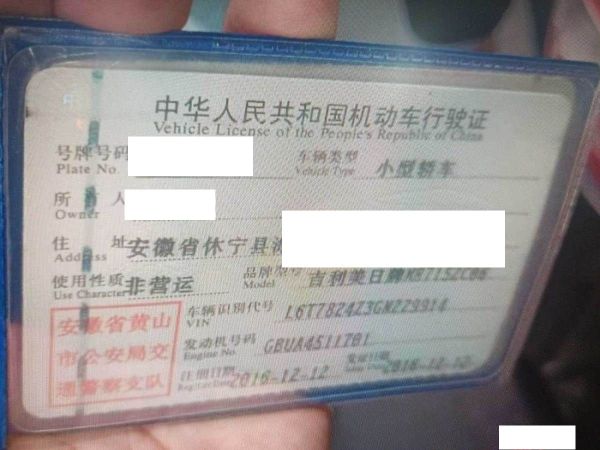 中华人民共和国机动车行驶证
Vehicle License of the People's Republic of China
号牌号码
Plate No.
车辆类型
Vehicle Type
小型轿车
所 人
Owner
住 址
Address
安徽省休宁县
使用性质
Use Character
非营运
品牌型号
Model
吉利美日牌
车辆识别代号
VIN
L6T7824Z3GN229914
发动机号码
Engine No.
GBUA4511701
注册日期
Register Date
2016-12-12
发证日期
Issue Date
2016-12-12
安徽省黄山
市公安局交
通警察支队